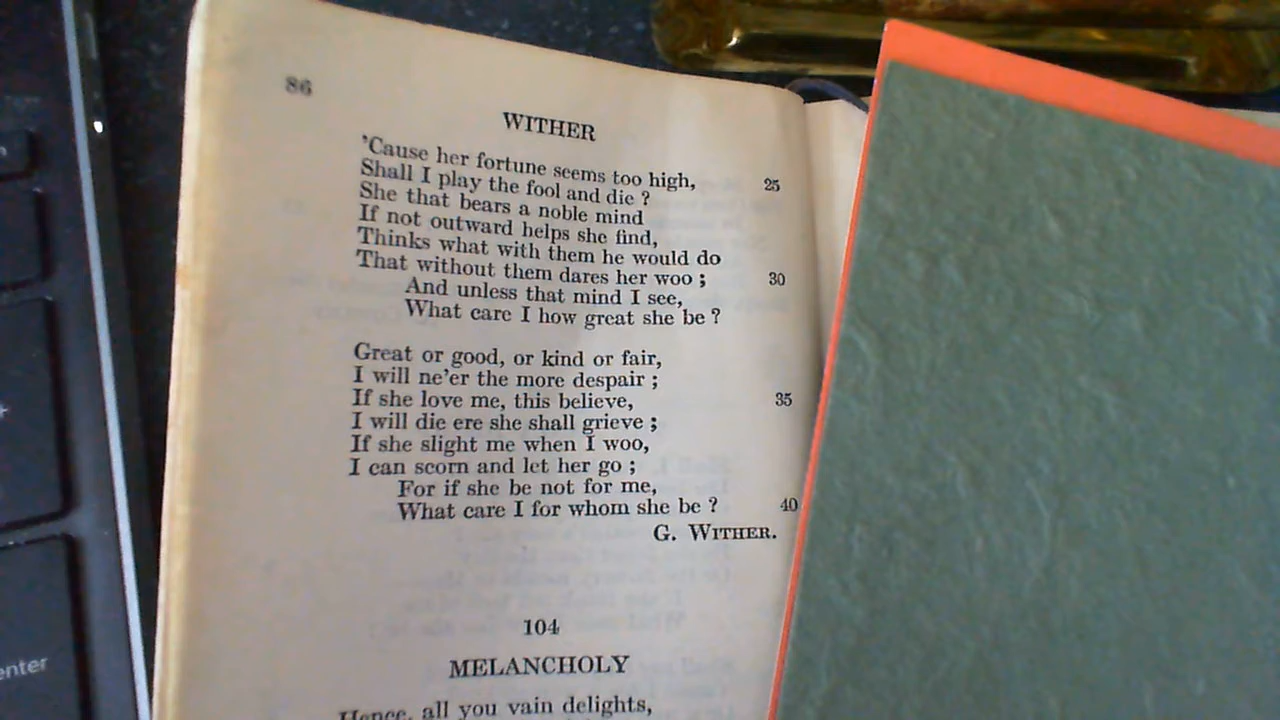 86
WITHER
'Cause her fortune seems too high,
Shall I play the fool and die ? 25
She that bears a noble mind
If not outward helps she find,
Thinks what with them he would do
That without them dares her woo ; 30
And unless that mind I see,
What care I how great she be ?
Great or good, or kind or fair,
I will ne'er the more despair ;
If she love me, this believe, 35
I will die ere she shall grieve ;
If she slight me when I woo,
I can scorn and let her go ;
For if she be not for me,
What care I for whom she be ? 40
G. WITHER.
104
MELANCHOLY
Hence, all you vain delights,
enter